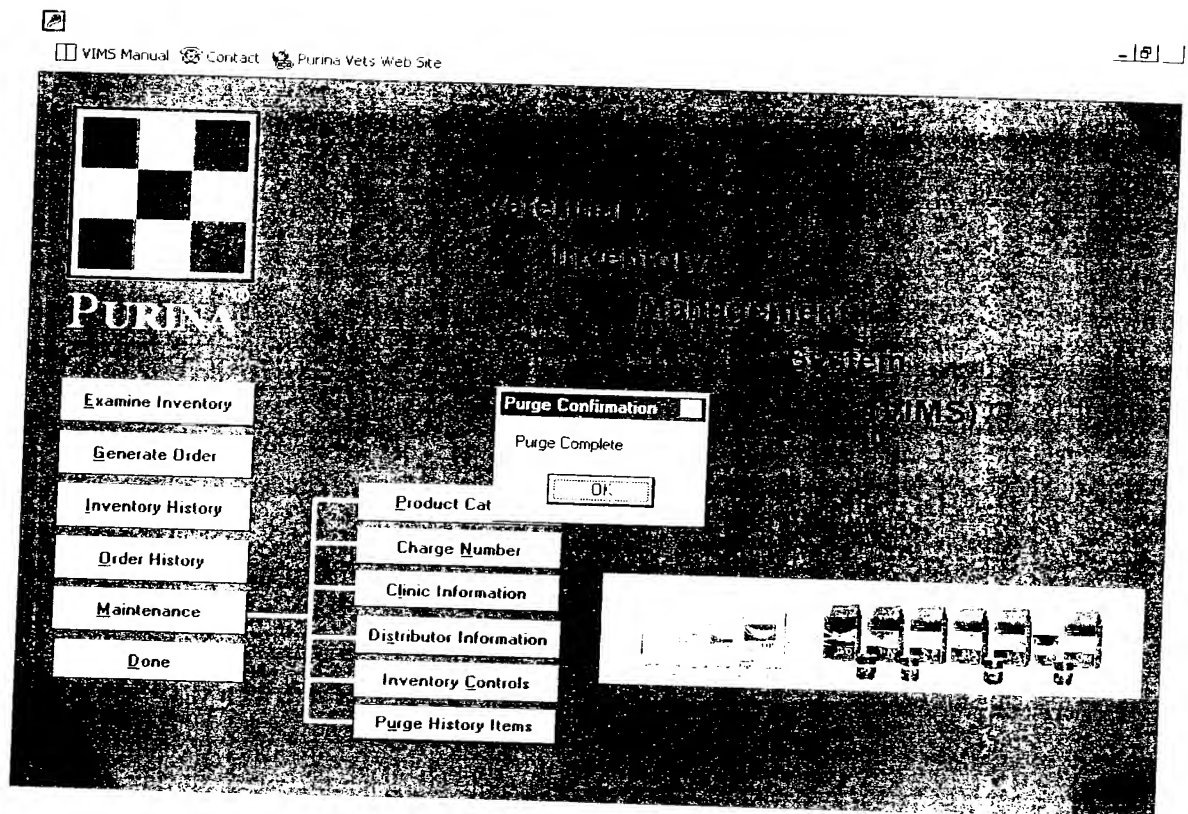 VIMS Manual Contact Purina Vets Web Site
PURINA
Inventory
Management
System
(VIMS)
Examine Inventory
Generate Order
Inventory History
Order History
Maintenance
Done
Purge Confirmation
Purge Complete
OK
Product Cat
Charge Number
Clinic Information
Distributor Information
Inventory Controls
Purge History Items